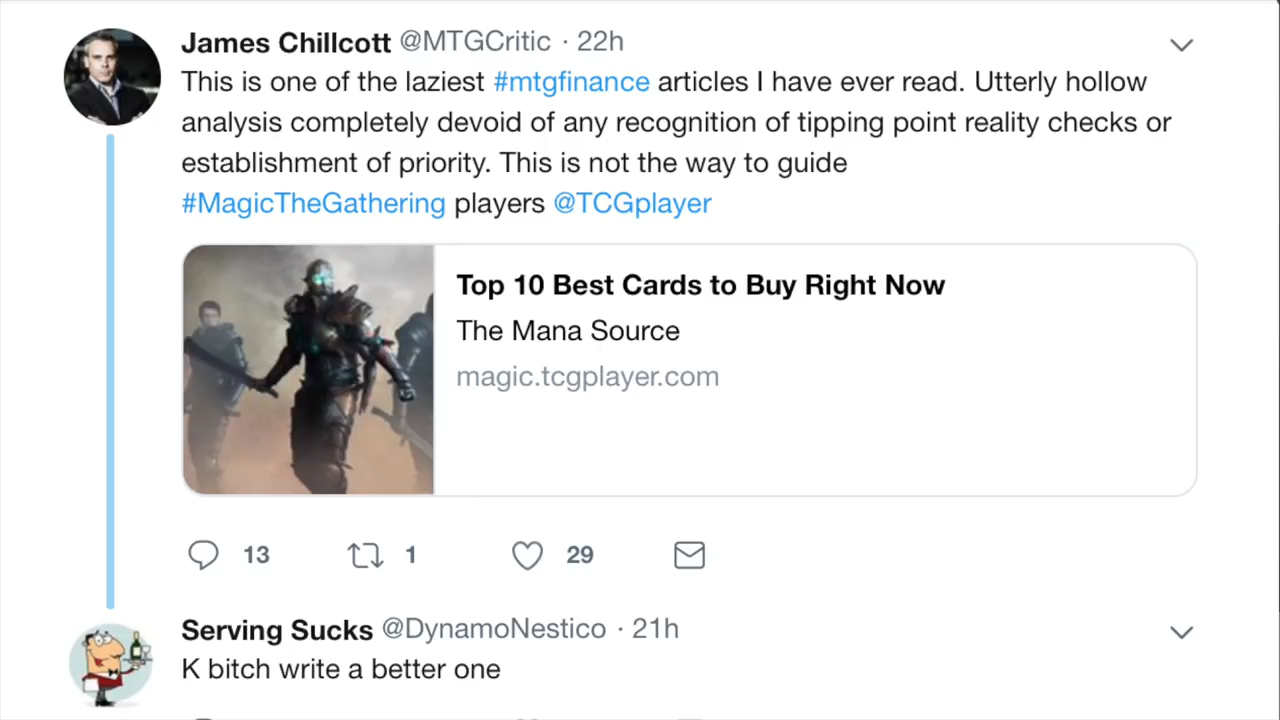 James Chillcott @MTGCritic · 22h
This is one of the laziest #mtgfinance articles I have ever read. Utterly hollow
analysis completely devoid of any recognition of tipping point reality checks or
establishment of priority. This is not the way to guide
#MagicTheGathering players @TCGplayer
Top 10 Best Cards to Buy Right Now
The Mana Source
magic.tcgplayer.com
13 1 29
Serving Sucks @DynamoNestico · 21h
K bitch write a better one